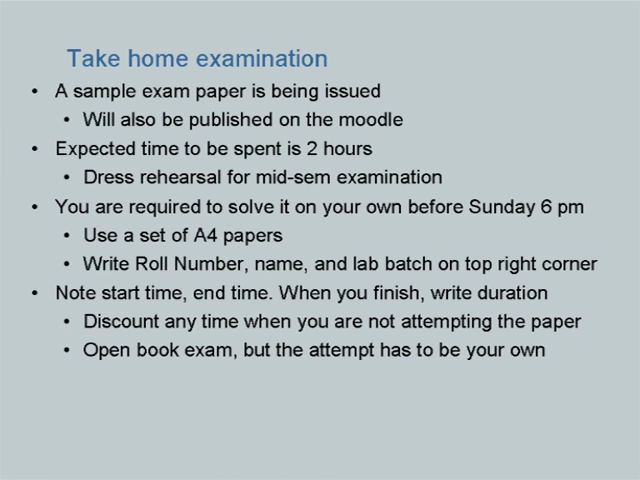 Take home examination
• A sample exam paper is being issued
• Will also be published on the moodle
• Expected time to be spent is 2 hours
• Dress rehearsal for mid-sem examination
• You are required to solve it on your own before Sunday 6 pm
• Use a set of A4 papers
• Write Roll Number, name, and lab batch on top right corner
• Note start time, end time. When you finish, write duration
• Discount any time when you are not attempting the paper
• Open book exam, but the attempt has to be your own